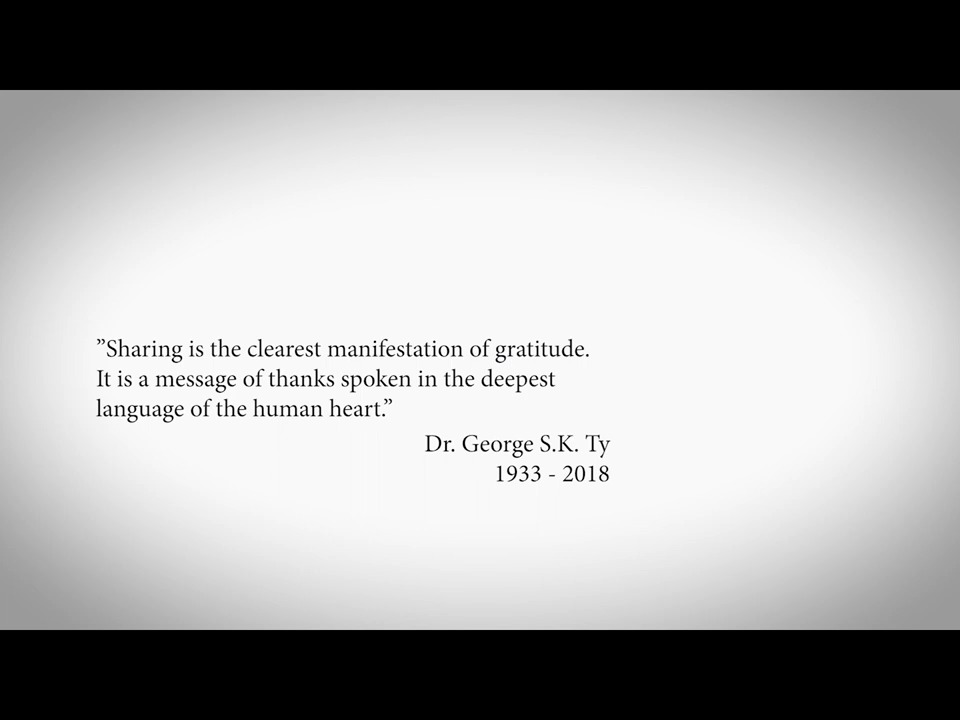 ”Sharing is the clearest manifestation of gratitude.
It is a message of thanks spoken in the deepest
language of the human heart.”
Dr. George S.K. Ty
1933 - 2018